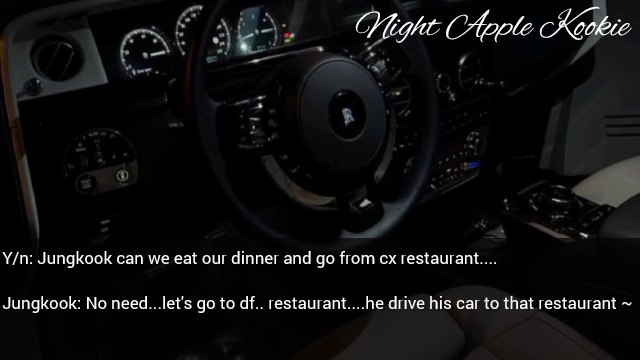 Night Apple Kookie
Y/n: Jungkook can we eat our dinner and go from cx restaurant....
Jungkook: No need...let's go to df.. restaurant....he drive his car to that restaurant ~